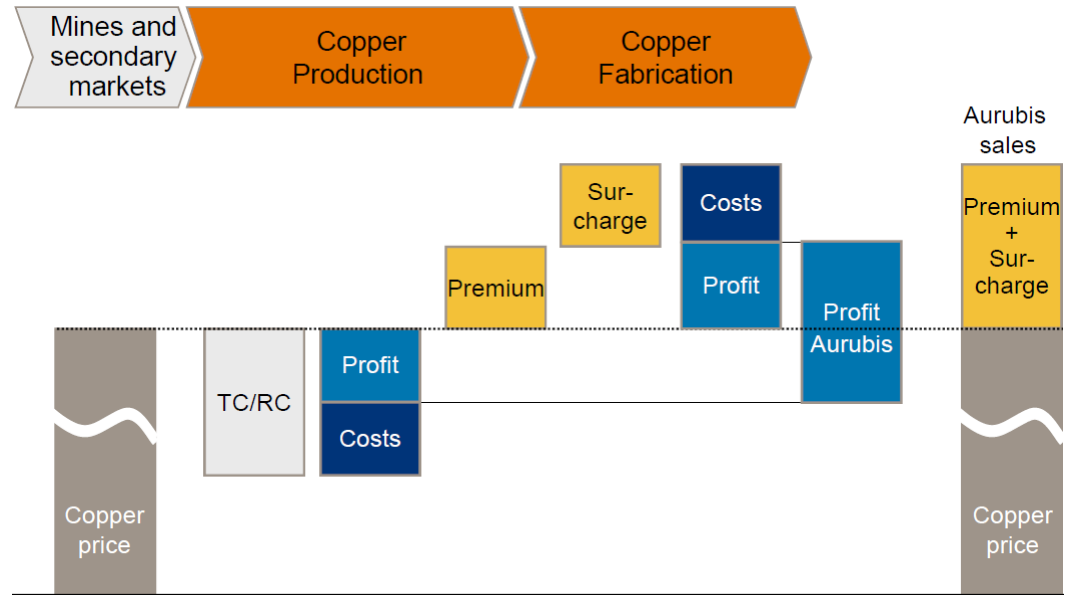 Mines and
secondary
markets
Copper
Production
Copper
Fabrication
Aurubis
sales
Sur-
charge
Costs
Premium
+
Sur-
charge
Premium
Profit
Profit
Aurubis
TC/RC
Profit
Costs
Copper
price
Copper
price